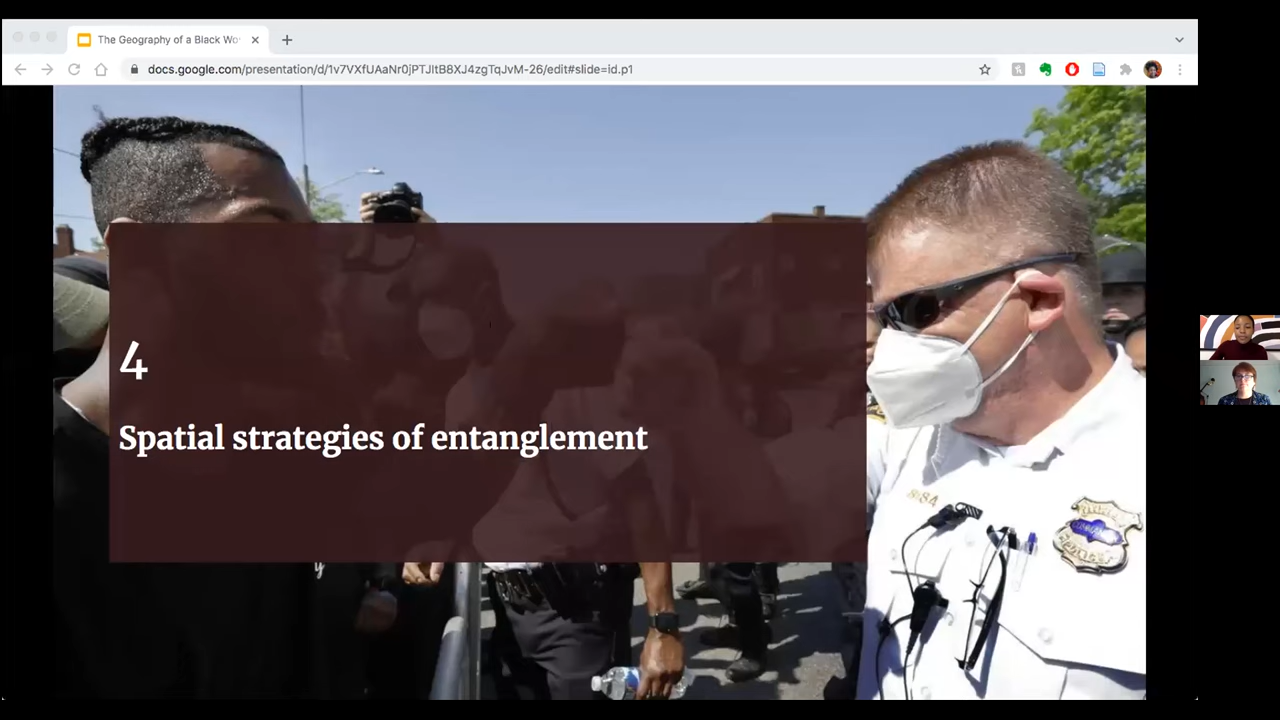 The Geography of a Black Wo
docs.google.com/presentation/d/1v7VXfUAaNr0jPTJItB8XJ4zgTqJvM-26/edit#slide=id.p1
4
Spatial strategies of entanglement